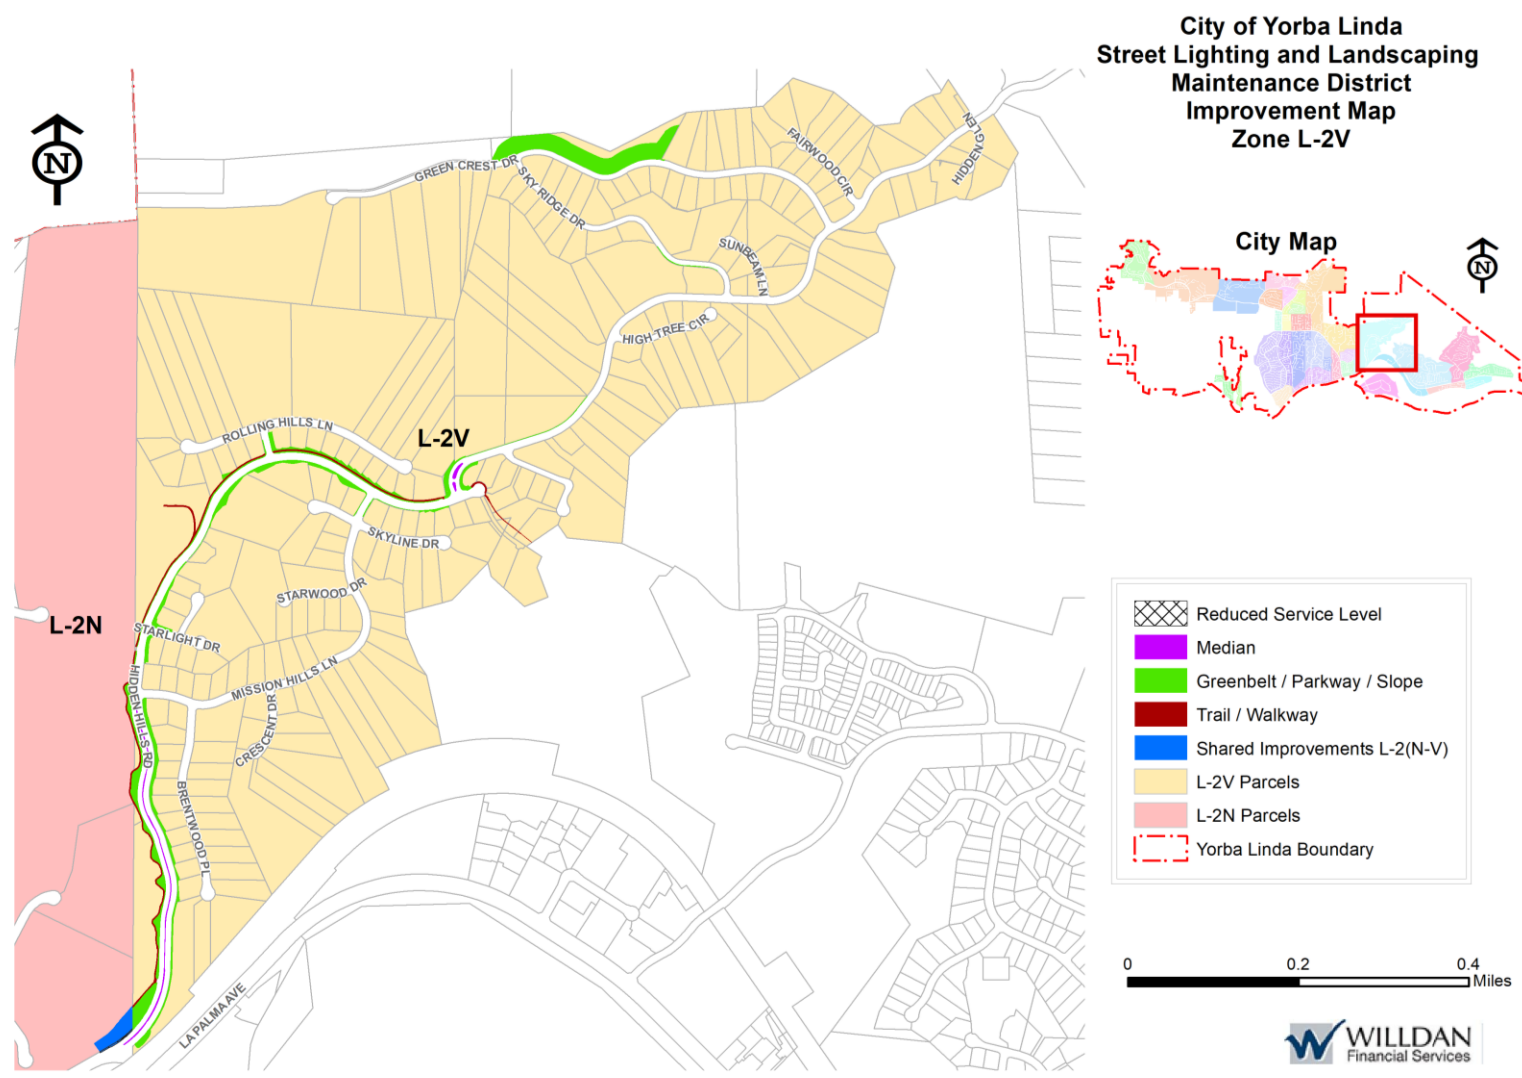 City of Yorba Linda
Street Lighting and Landscaping
Maintenance District
Improvement Map
Zone L-2V
N
City Map
N
GREEN CREST DR
SKY RIDGE DR
FAIRWOOD CIR
HIDDEN GLEN
SUNBEAM LN
HIGH TREE CIR
ROLLING HILLS LN
L-2V
SKYLINE DR
STARWOOD DR
L-2N
STARLIGHT DR
MISSION HILLS LN
HIDDEN HILLS RD
CRESCENT DR
BRENTWOOD PL
LA PALMA AVE
Reduced Service Level
Median
Greenbelt / Parkway / Slope
Trail / Walkway
Shared Improvements L-2(N-V)
L-2V Parcels
L-2N Parcels
Yorba Linda Boundary
0 0.2 0.4
Miles
WILLDAN
Financial Services